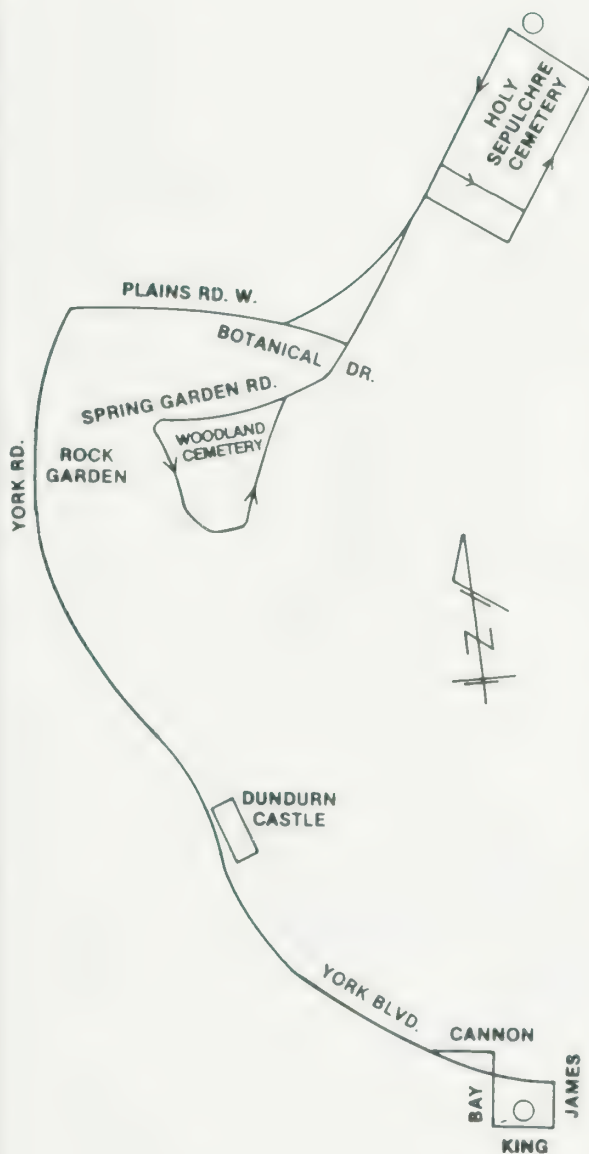 HOLY
SEPULCHRE
CEMETERY
PLAINS RD. W.
BOTANICAL DR.
SPRING GARDEN RD.
WOODLAND
CEMETERY
ROCK
GARDEN
YORK RD.
N
DUNDURN
CASTLE
YORK BLVD.
CANNON
BAY
JAMES
KING